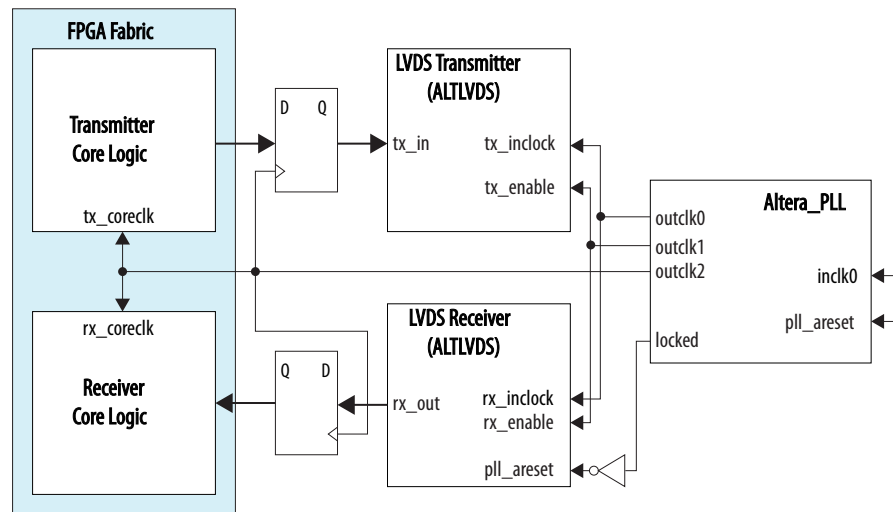 FPGA Fabric
Transmitter
Core Logic
tx_coreclk
D Q
LVDS Transmitter
(ALTLVDS)
tx_in
tx_inclock
tx_enable
Altera_PLL
outclk0
outclk1
outclk2
locked
inclk0
pll_areset
rx_coreclk
Receiver
Core Logic
Q D
LVDS Receiver
(ALTLVDS)
rx_out
rx_inclock
rx_enable
pll_areset